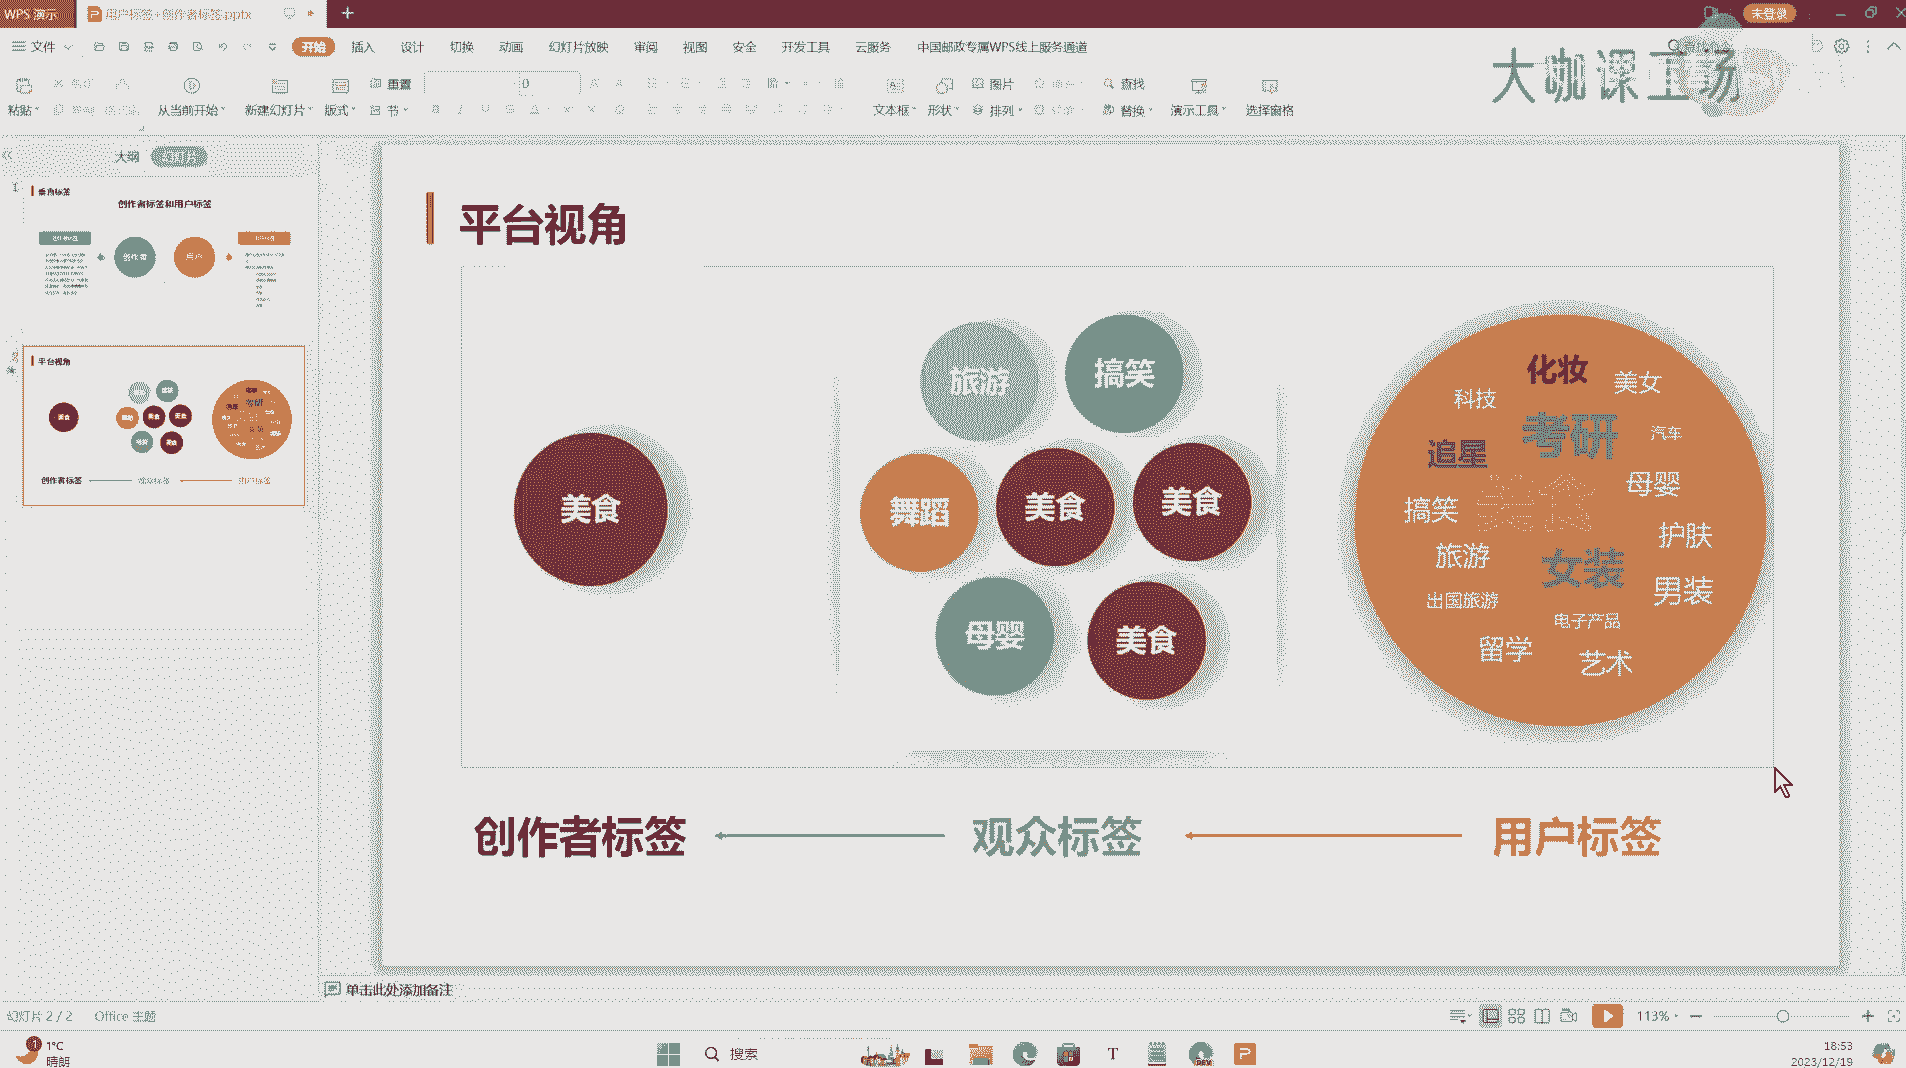 WPS 演示
用户标签+创作者标签.pptx
未登录
大咖课工场
文件
开始
插入
设计
切换
动画
幻灯片放映
审阅
视图
安全
开发工具
云服务
中国邮政专属WPS线上服务通道
粘贴
从当前开始
新建幻灯片
版式
重置
节
0
文本框
形状
图片
排列
查找
替换
演示工具
选择窗格
大纲
幻灯片
垂直标签
创作者标签和用户标签
创作者
用户
平台视角
美食
创作者标签
观众标签
用户标签
平台视角
美食
旅游
搞笑
舞蹈
美食
美食
母婴
美食
化妆
科技
美女
考研
汽车
追星
母婴
搞笑
美食
护肤
旅游
女装
男装
出国旅游
电子产品
留学
艺术
创作者标签
观众标签
用户标签
单击此处添加备注
幻灯片 2 / 2
Office 主题
113%
1
1°C
晴朗
搜索
18:53
2023/12/19